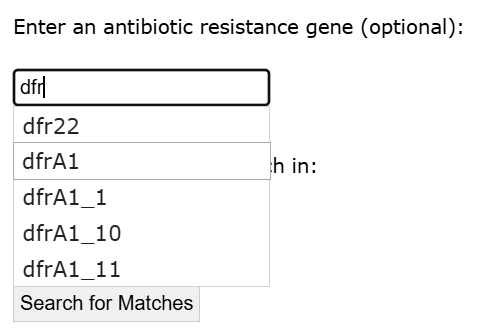 Enter an antibiotic resistance gene (optional):
dfr
dfr22
dfrA1
h in:
dfrA1_1
dfrA1_10
dfrA1_11
Search for Matches